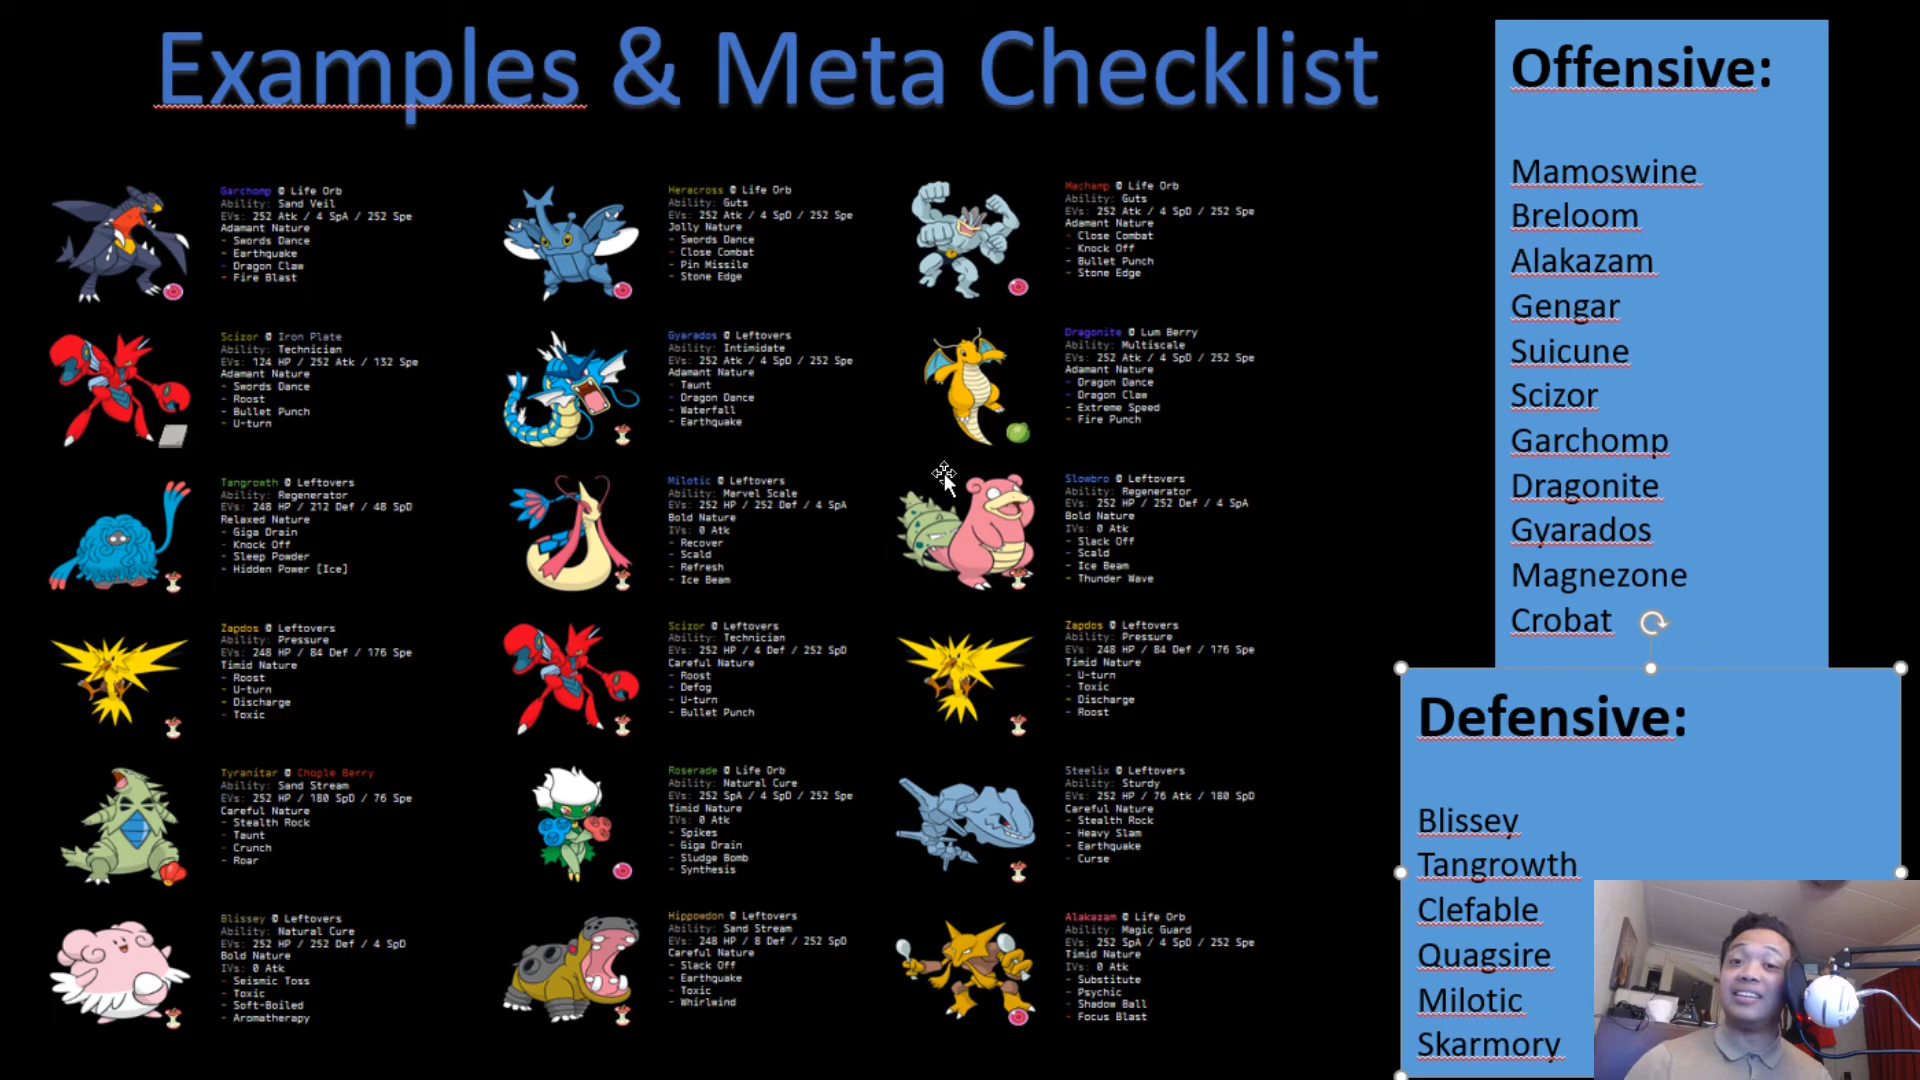 Examples & Meta Checklist
Garchomp @ Life Orb
Ability: Sand Veil
EVs: 252 Atk / 4 SpA / 252 Spe
Adamant Nature
- Swords Dance
- Earthquake
- Dragon Claw
- Fire Blast
Heracross @ Life Orb
Ability: Guts
EVs: 252 Atk / 4 SpD / 252 Spe
Jolly Nature
- Swords Dance
- Close Combat
- Pin Missile
- Stone Edge
Machamp @ Life Orb
Ability: Guts
EVs: 252 Atk / 4 SpD / 252 Spe
Adamant Nature
- Close Combat
- Knock Off
- Bullet Punch
- Stone Edge
Scizor @ Iron Plate
Ability: Technician
EVs: 124 HP / 252 Atk / 132 Spe
Adamant Nature
- Swords Dance
- Roost
- Bullet Punch
- U-turn
Gyarados @ Leftovers
Ability: Intimidate
EVs: 252 Atk / 4 SpD / 252 Spe
Adamant Nature
- Taunt
- Dragon Dance
- Waterfall
- Earthquake
Dragonite @ Lum Berry
Ability: Multiscale
EVs: 252 Atk / 4 SpD / 252 Spe
Adamant Nature
- Dragon Dance
- Dragon Claw
- Extreme Speed
- Fire Punch
Tangrowth @ Leftovers
Ability: Regenerator
EVs: 248 HP / 212 Def / 48 SpD
Relaxed Nature
- Giga Drain
- Knock Off
- Sleep Powder
- Hidden Power [Ice]
Milotic @ Leftovers
Ability: Marvel Scale
EVs: 252 HP / 252 Def / 4 SpA
Bold Nature
IVs: 0 Atk
- Recover
- Scald
- Refresh
- Ice Beam
Slowbro @ Leftovers
Ability: Regenerator
EVs: 252 HP / 252 Def / 4 SpA
Bold Nature
IVs: 0 Atk
- Slack Off
- Scald
- Ice Beam
- Thunder Wave
Zapdos @ Leftovers
Ability: Pressure
EVs: 248 HP / 84 Def / 176 Spe
Timid Nature
- Roost
- U-turn
- Discharge
- Toxic
Scizor @ Leftovers
Ability: Technician
EVs: 252 HP / 4 Def / 252 SpD
Careful Nature
- Roost
- Defog
- U-turn
- Bullet Punch
Zapdos @ Leftovers
Ability: Pressure
EVs: 248 HP / 84 Def / 176 Spe
Timid Nature
- U-turn
- Toxic
- Discharge
- Roost
Tyranitar @ Chople Berry
Ability: Sand Stream
EVs: 252 HP / 180 SpD / 76 Spe
Careful Nature
- Stealth Rock
- Taunt
- Crunch
- Roar
Roserade @ Life Orb
Ability: Natural Cure
EVs: 252 SpA / 4 SpD / 252 Spe
Timid Nature
IVs: 0 Atk
- Spikes
- Giga Drain
- Sludge Bomb
- Synthesis
Steelix @ Leftovers
Ability: Sturdy
EVs: 252 HP / 76 Atk / 180 SpD
Careful Nature
- Stealth Rock
- Heavy Slam
- Earthquake
- Curse
Blissey @ Leftovers
Ability: Natural Cure
EVs: 252 HP / 252 Def / 4 SpD
Bold Nature
IVs: 0 Atk
- Seismic Toss
- Toxic
- Soft-Boiled
- Aromatherapy
Hippowdon @ Leftovers
Ability: Sand Stream
EVs: 248 HP / 8 Def / 252 SpD
Careful Nature
- Slack Off
- Earthquake
- Toxic
- Whirlwind
Alakazam @ Life Orb
Ability: Magic Guard
EVs: 252 SpA / 4 SpD / 252 Spe
Timid Nature
IVs: 0 Atk
- Substitute
- Psychic
- Shadow Ball
- Focus Blast
Offensive:
Mamoswine
Breloom
Alakazam
Gengar
Suicune
Scizor
Garchomp
Dragonite
Gyarados
Magnezone
Crobat
Defensive:
Blissey
Tangrowth
Clefable
Quagsire
Milotic
Skarmory